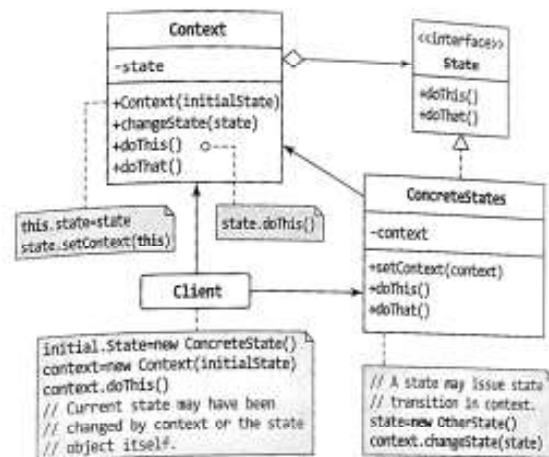 Context
-state
+Context(initialState)
+changeState(state)
+doThis()
+doThat()
<<interface>>
State
+doThis()
+doThat()
this.state=state
state.setContext(this)
state.doThis()
ConcreteStates
-context
+setContext(context)
+doThis()
+doThat()
Client
initial.State=new ConcreteState()
context=new Context(initialState)
context.doThis()
// Current state may have been
// changed by context or the state
// object itself.
// A state may issue state
// transition in context.
state=new OtherState()
context.changeState(state)